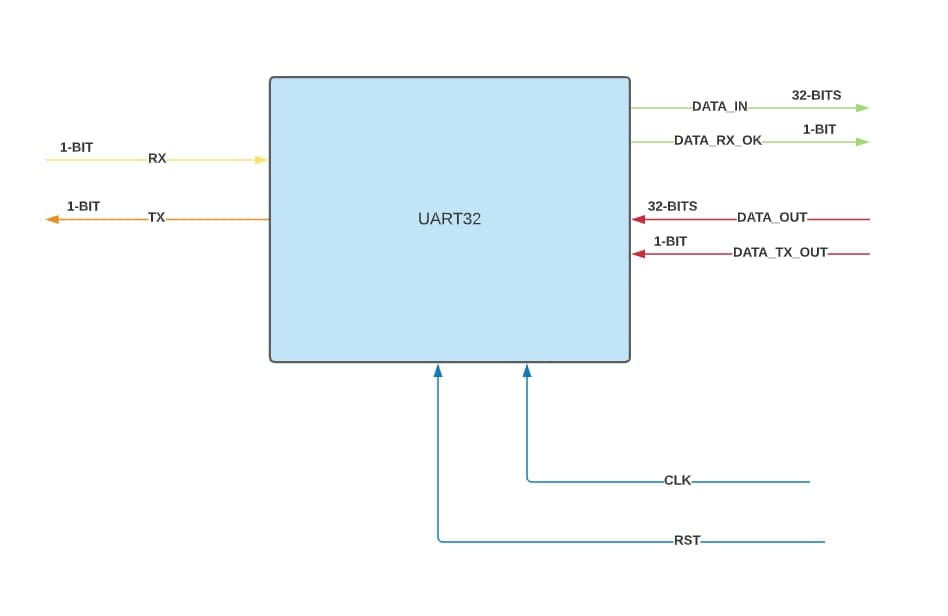 32-BITS
DATA_IN
1-BIT
DATA_RX_OK
1-BIT
RX
1-BIT
TX
UART32
32-BITS
DATA_OUT
1-BIT
DATA_TX_OUT
CLK
RST